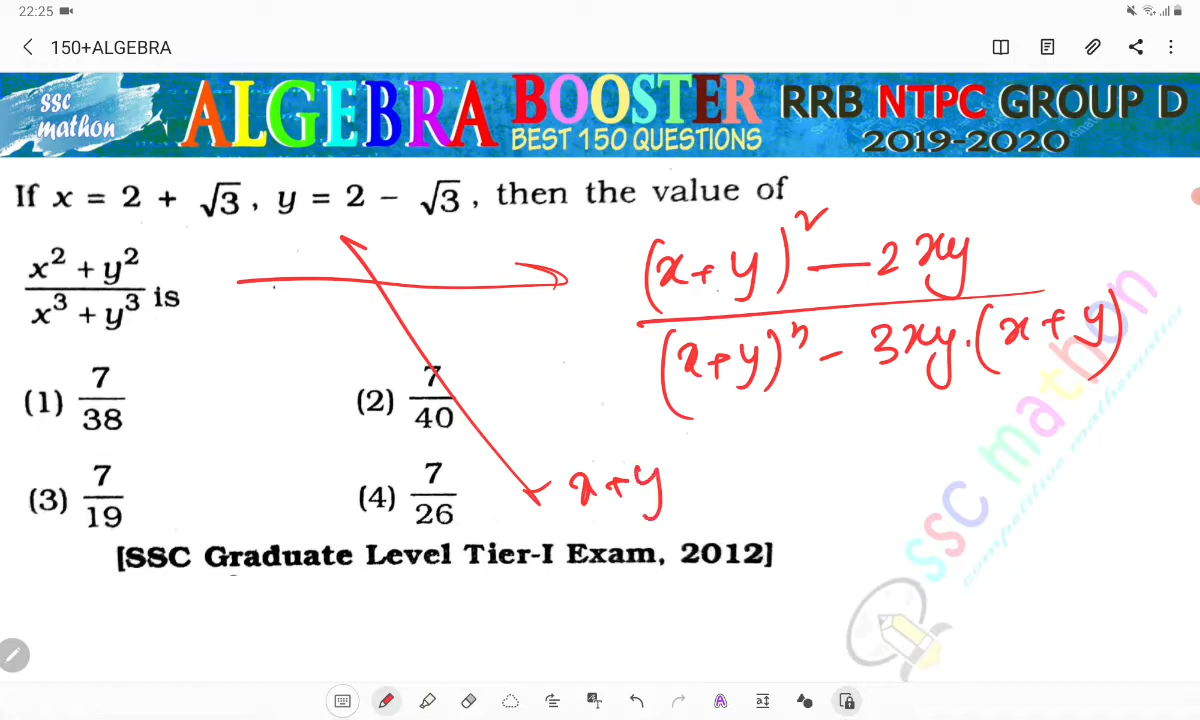 22:25
150+ALGEBRA
ssc mathon
ALGEBRA BOOSTER
BEST 150 QUESTIONS
RRB NTPC GROUP D
2019-2020
If x = 2 + √3, y = 2 − √3, then the value of
(x² + y²)/(x³ + y³) is
(1) 7/38 (2) 7/40
(3) 7/19 (4) 7/26
[SSC Graduate Level Tier-I Exam, 2012]
(x+y)² − 2xy
(x+y)³ − 3xy.(x+y)
x+y
SSC mathon
competitive mathematics